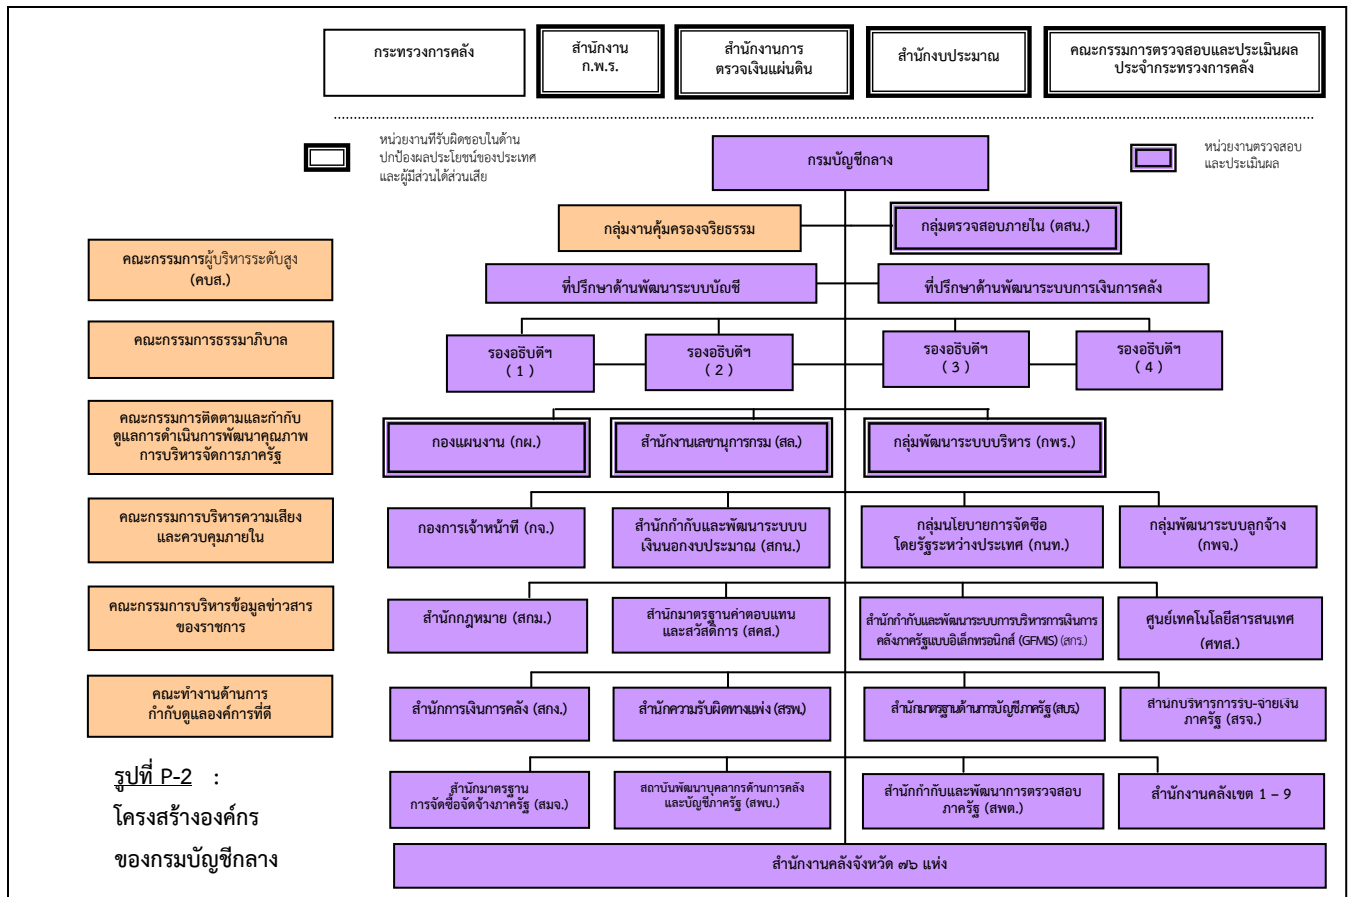 กระทรวงการคลัง
สำนักงาน
ก.พ.ร.
สำนักงานการ
ตรวจเงินแผ่นดิน
สำนักงบประมาณ
คณะกรรมการตรวจสอบและประเมินผล
ประจำกระทรวงการคลัง
หน่วยงานที่รับผิดชอบในด้าน
ปกป้องผลประโยชน์ของประเทศ
และผู้มีส่วนได้ส่วนเสีย
กรมบัญชีกลาง
หน่วยงานตรวจสอบ
และประเมินผล
กลุ่มงานคุ้มครองจริยธรรม
กลุ่มตรวจสอบภายใน (ตสน.)
คณะกรรมการผู้บริหารระดับสูง
(คบส.)
ที่ปรึกษาด้านพัฒนาระบบบัญชี
ที่ปรึกษาด้านพัฒนาระบบการเงินการคลัง
คณะกรรมการธรรมาภิบาล
รองอธิบดีฯ
( 1 )
รองอธิบดีฯ
( 2 )
รองอธิบดีฯ
( 3 )
รองอธิบดีฯ
( 4 )
คณะกรรมการติดตามและกำกับ
ดูแลการดำเนินการพัฒนาคุณภาพ
การบริหารจัดการภาครัฐ
กองแผนงาน (กผ.)
สำนักงานเลขานุการกรม (สล.)
กลุ่มพัฒนาระบบบริหาร (กพร.)
คณะกรรมการบริหารความเสี่ยง
และควบคุมภายใน
กองการเจ้าหน้าที่ (กจ.)
สำนักกำกับและพัฒนาระบบบ
เงินนอกงบประมาณ (สกน.)
กลุ่มนโยบายการจัดซื้อ
โดยรัฐระหว่างประเทศ (กนท.)
กลุ่มพัฒนาระบบลูกจ้าง
(กพจ.)
คณะกรรมการบริหารข้อมูลข่าวสาร
ของราชการ
สำนักกฎหมาย (สกม.)
สำนักมาตรฐานค่าตอบแทน
และสวัสดิการ (สคส.)
สำนักกำกับและพัฒนาระบบการบริหารการเงินการ
คลังภาครัฐแบบอิเล็กทรอนิกส์ (GFMIS) (สกร.)
ศูนย์เทคโนโลยีสารสนเทศ
(ศทส.)
คณะทำงานด้านการ
กำกับดูแลองค์การที่ดี
สำนักการเงินการคลัง (สกง.)
สำนักความรับผิดทางแพ่ง (สรพ.)
สำนักมาตรฐานด้านการบัญชีภาครัฐ (สบร.)
สำนักบริหารการรับ-จ่ายเงิน
ภาครัฐ (สรจ.)
รูปที่ P-2 :
โครงสร้างองค์กร
ของกรมบัญชีกลาง
สำนักมาตรฐาน
การจัดซื้อจัดจ้างภาครัฐ (สมจ.)
สถาบันพัฒนาบุคลากรด้านการคลัง
และบัญชีภาครัฐ (สพบ.)
สำนักกำกับและพัฒนาการตรวจสอบ
ภาครัฐ (สพต.)
สำนักงานคลังเขต 1 – 9
สำนักงานคลังจังหวัด ๗๖ แห่ง